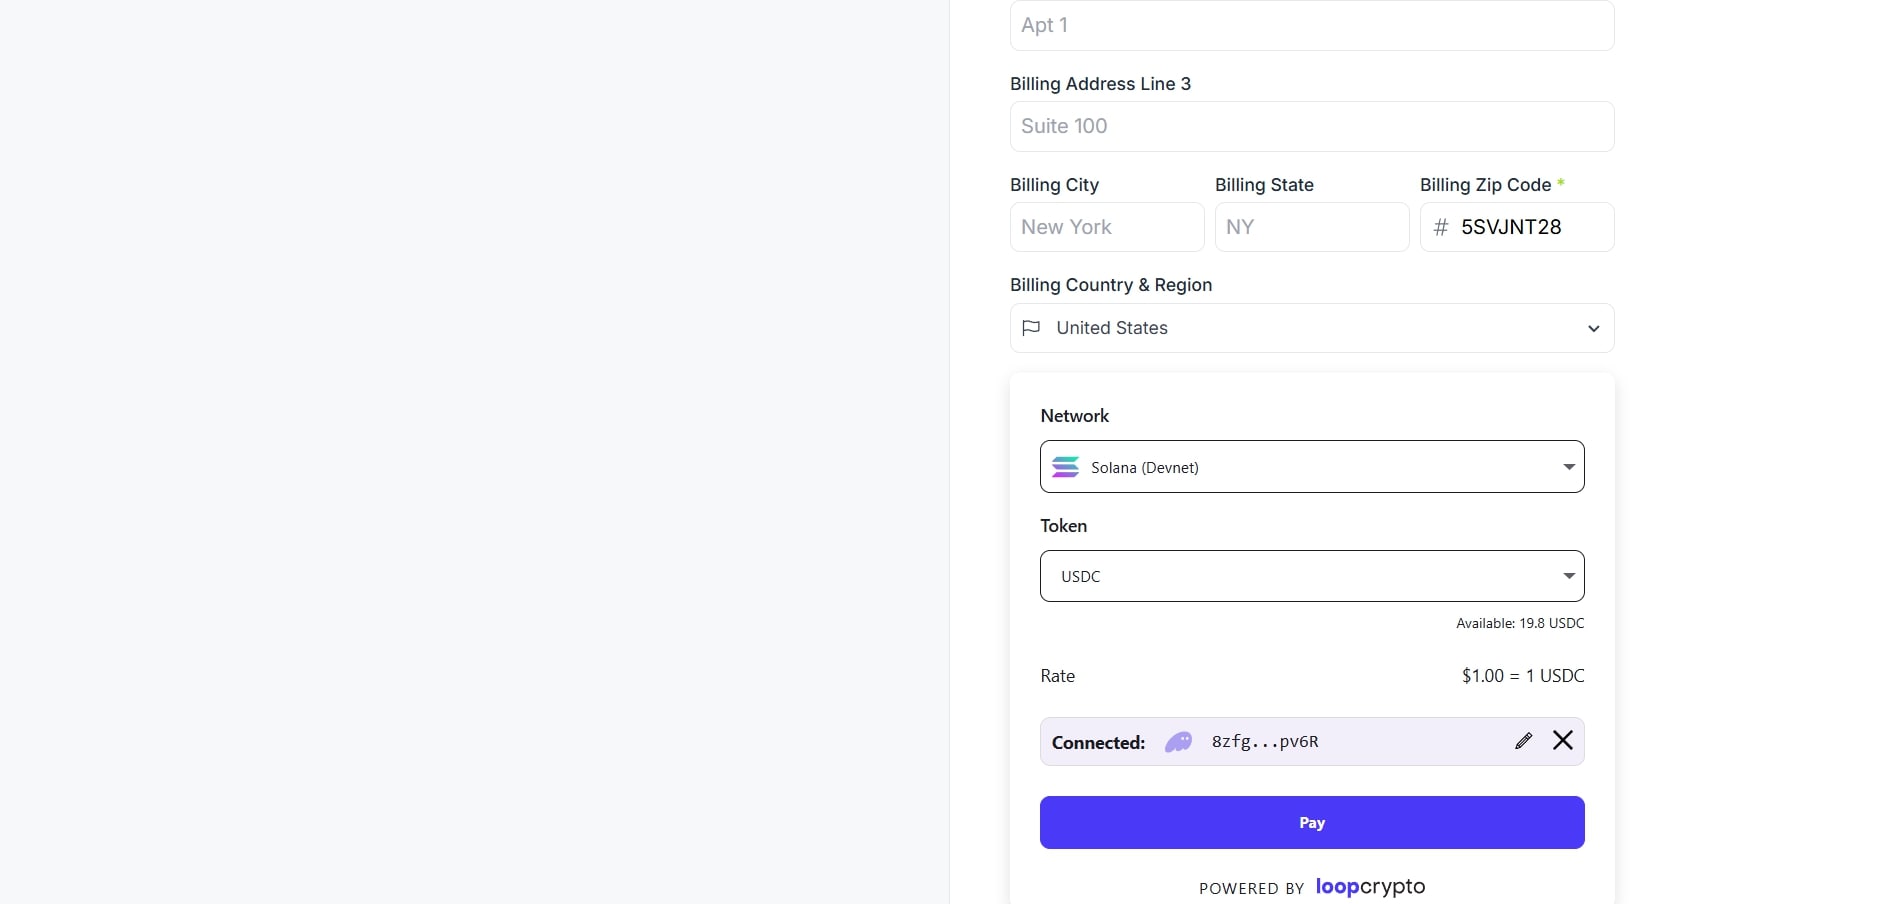 Apt 1
Billing Address Line 3
Suite 100
Billing City Billing State Billing Zip Code *
New York NY # 5SVJNT28
Billing Country & Region
United States
Network
Solana (Devnet)
Token
USDC
Available: 19.8 USDC
Rate $1.00 = 1 USDC
Connected: 8zfg...pv6R
Pay
POWERED BY loopcrypto